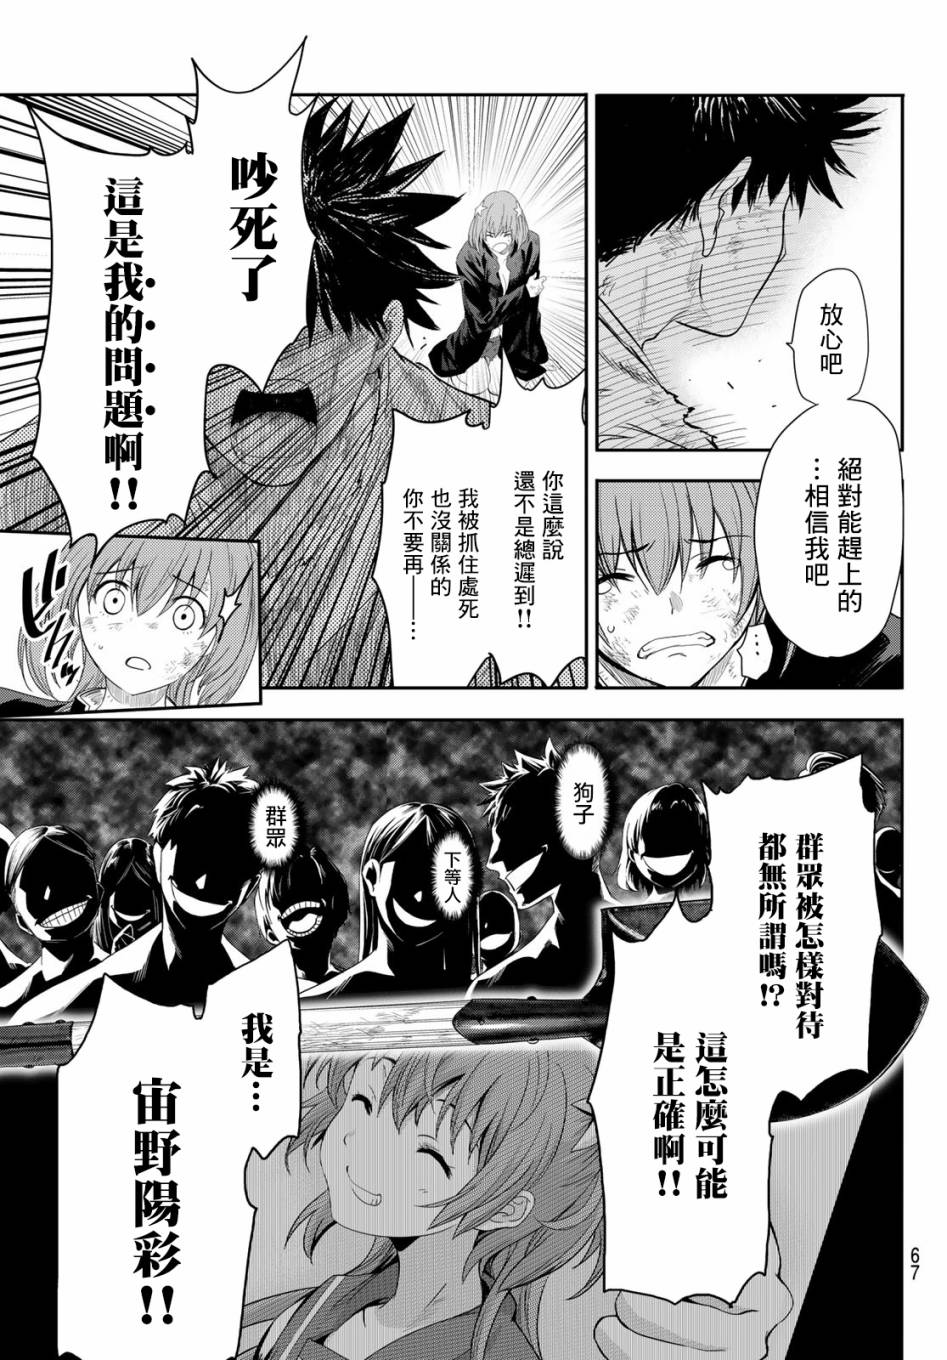 放心吧
絕對能趕上的
…相信我吧
…
你這麼說
還不是總遲到!!
我被抓住處死
也沒關係的
你不要再——…
吵死了
這是我的問題啊!!
群眾被怎樣對待
都無所謂嗎!?
狗子
下等人
群眾
這怎麼可能
是正確啊!!
我是…
宙野陽彩!!
67